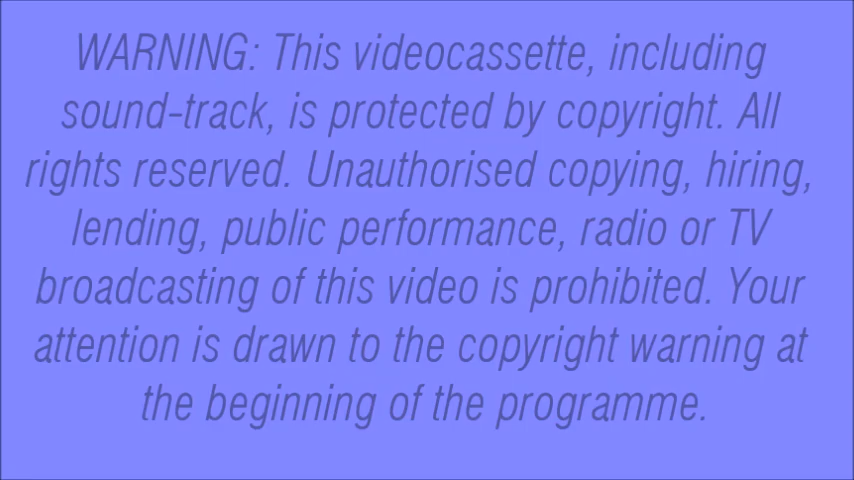 WARNING: This videocassette, including
sound-track, is protected by copyright. All
rights reserved. Unauthorised copying, hiring,
lending, public performance, radio or TV
broadcasting of this video is prohibited. Your
attention is drawn to the copyright warning at
the beginning of the programme.